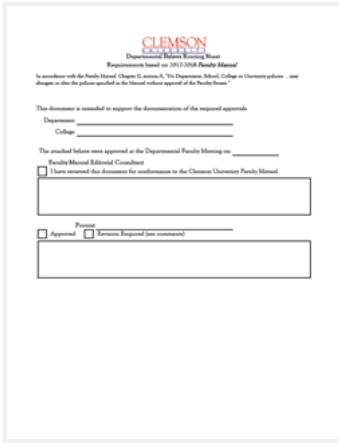 CLEMSON
UNIVERSITY
Departmental Bylaws Routing Sheet
Requirements based on 2017-2018 Faculty Manual
In accordance with the Faculty Manual Chapter II, section A, "No Department, School, College or University policies . . . may
abrogate or alter the policies specified in the Manual without approval of the Faculty Senate."
This document is intended to support the documentation of the required approvals
Department:
College:
The attached bylaws were approved at the Departmental Faculty Meeting on:
Faculty Manual Editorial Consultant
I have reviewed this document for conformance to the Clemson University Faculty Manual.
Provost:
Approved Revision Required (see comments)